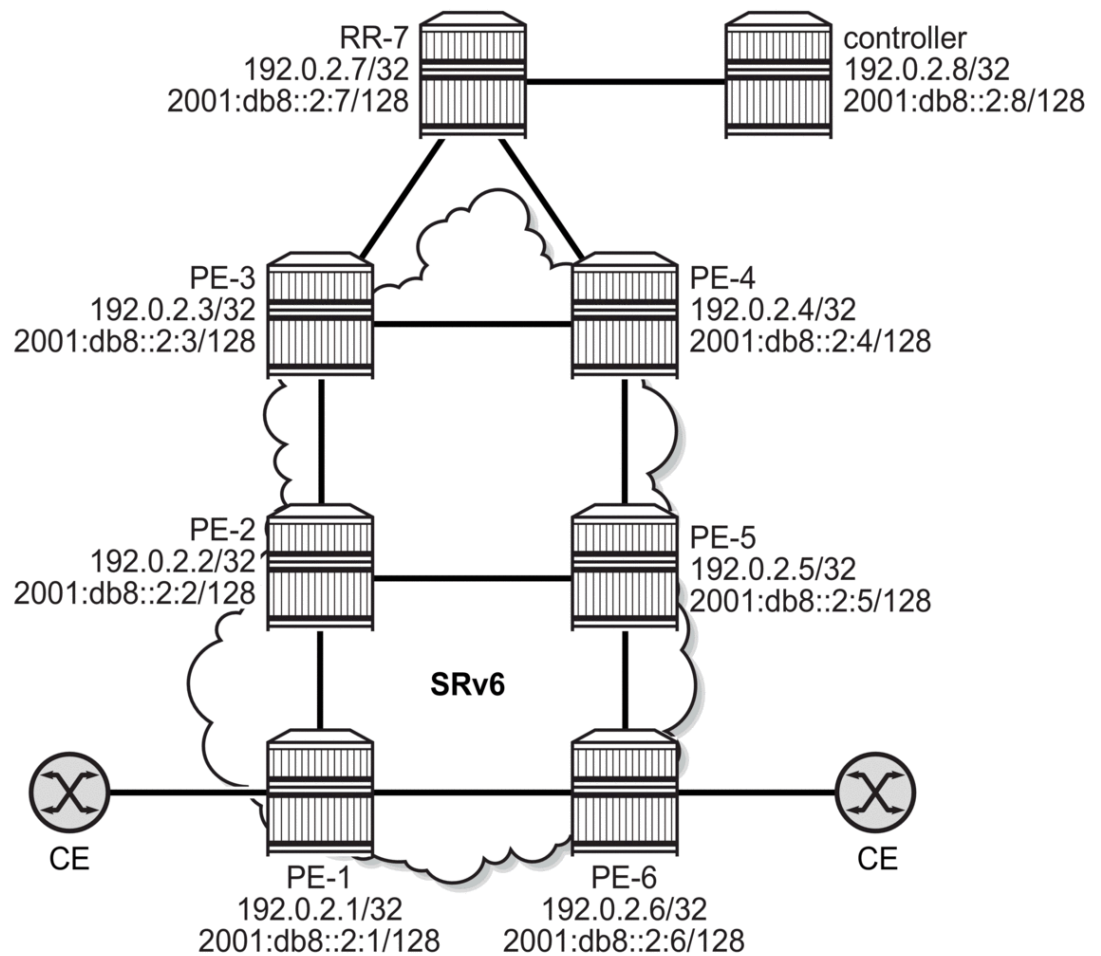 RR-7
192.0.2.7/32
2001:db8::2:7/128
controller
192.0.2.8/32
2001:db8::2:8/128
PE-3
192.0.2.3/32
2001:db8::2:3/128
PE-4
192.0.2.4/32
2001:db8::2:4/128
PE-2
192.0.2.2/32
2001:db8::2:2/128
PE-5
192.0.2.5/32
2001:db8::2:5/128
SRv6
CE
CE
PE-1
192.0.2.1/32
2001:db8::2:1/128
PE-6
192.0.2.6/32
2001:db8::2:6/128